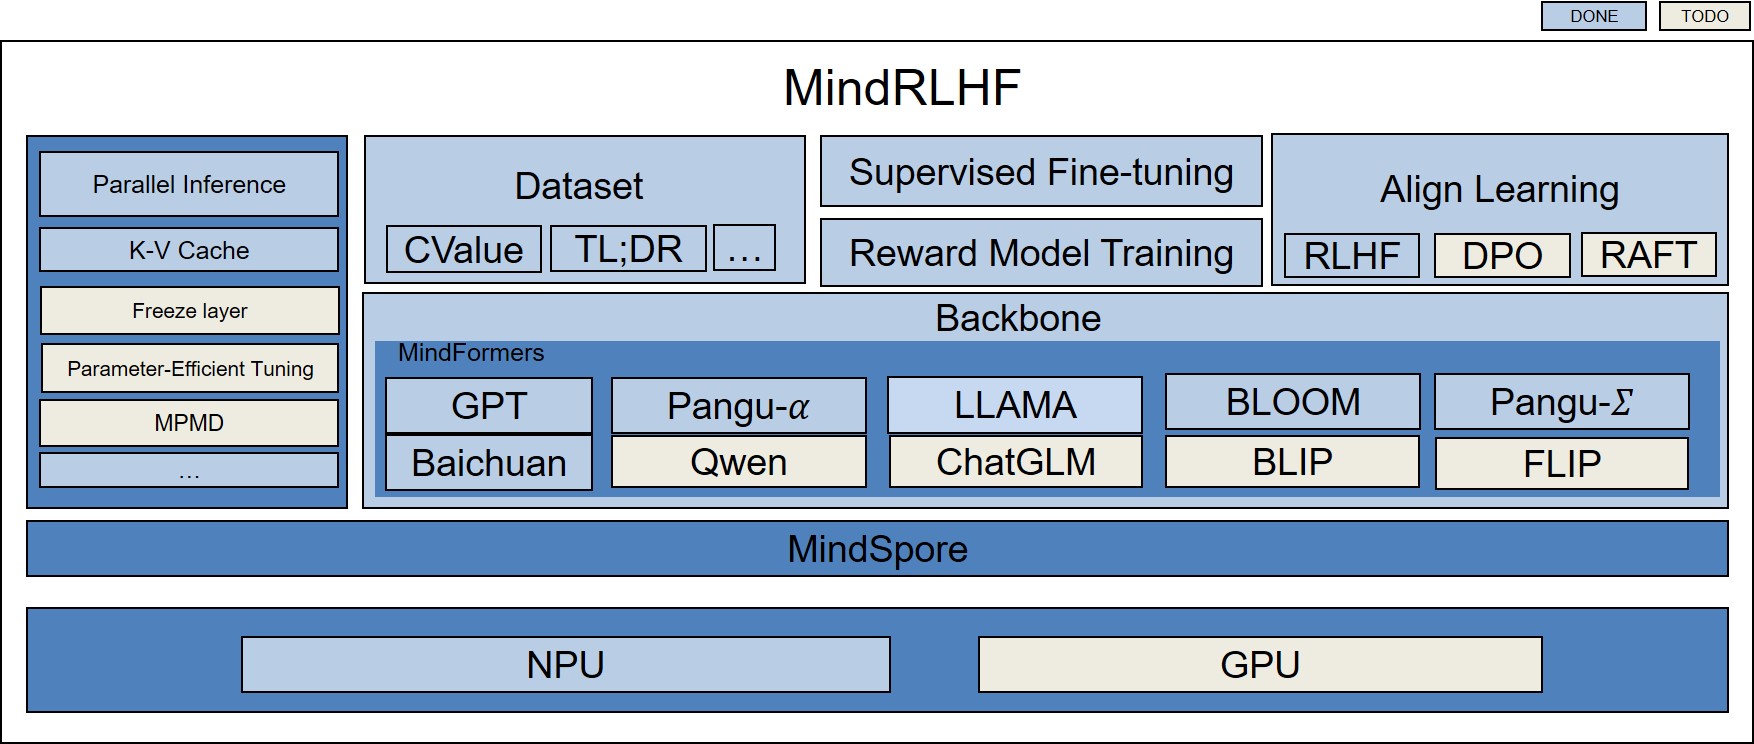 DONE
TODO
MindRLHF
Parallel Inference
K-V Cache
Freeze layer
Parameter-Efficient Tuning
MPMD
...
Dataset
CValue
TL;DR
...
Supervised Fine-tuning
Reward Model Training
Align Learning
RLHF
DPO
RAFT
Backbone
MindFormers
GPT
Pangu-α
LLAMA
BLOOM
Pangu-Σ
Baichuan
Qwen
ChatGLM
BLIP
FLIP
MindSpore
NPU
GPU